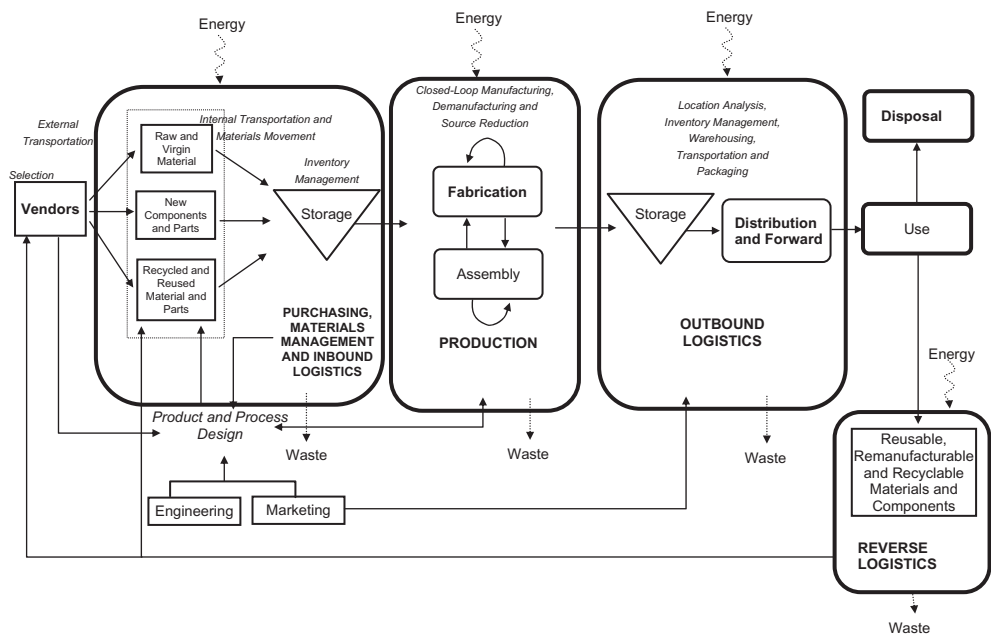 Energy
Energy
Energy
External
Transportation
Selection
Vendors
Internal Transportation and
Materials Movement
Raw and
Virgin
Material
New
Components
and Parts
Recycled and
Reused
Material and
Parts
Inventory
Management
Storage
PURCHASING,
MATERIALS
MANAGEMENT
AND INBOUND
LOGISTICS
Closed-Loop Manufacturing,
Demanufacturing and
Source Reduction
Fabrication
Assembly
PRODUCTION
Location Analysis,
Inventory Management,
Warehousing,
Transportation and
Packaging
Storage
Distribution
and Forward
OUTBOUND
LOGISTICS
Disposal
Use
Energy
Reusable,
Remanufacturable
and Recyclable
Materials and
Components
REVERSE
LOGISTICS
Waste
Product and Process
Design
Waste
Waste
Waste
Engineering
Marketing